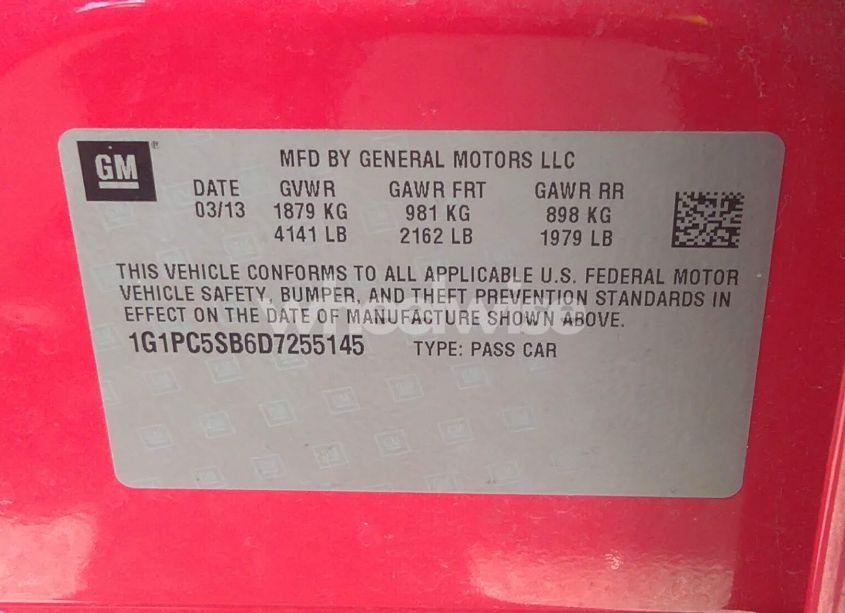 GM
MFD BY GENERAL MOTORS LLC
DATE GVWR GAWR FRT GAWR RR
03/13 1879 KG 981 KG 898 KG
4141 LB 2162 LB 1979 LB
THIS VEHICLE CONFORMS TO ALL APPLICABLE U.S. FEDERAL MOTOR
VEHICLE SAFETY, BUMPER, AND THEFT PREVENTION STANDARDS IN
EFFECT ON THE DATE OF MANUFACTURE SHOWN ABOVE.
wheelwise
1G1PC5SB6D7255145 TYPE: PASS CAR